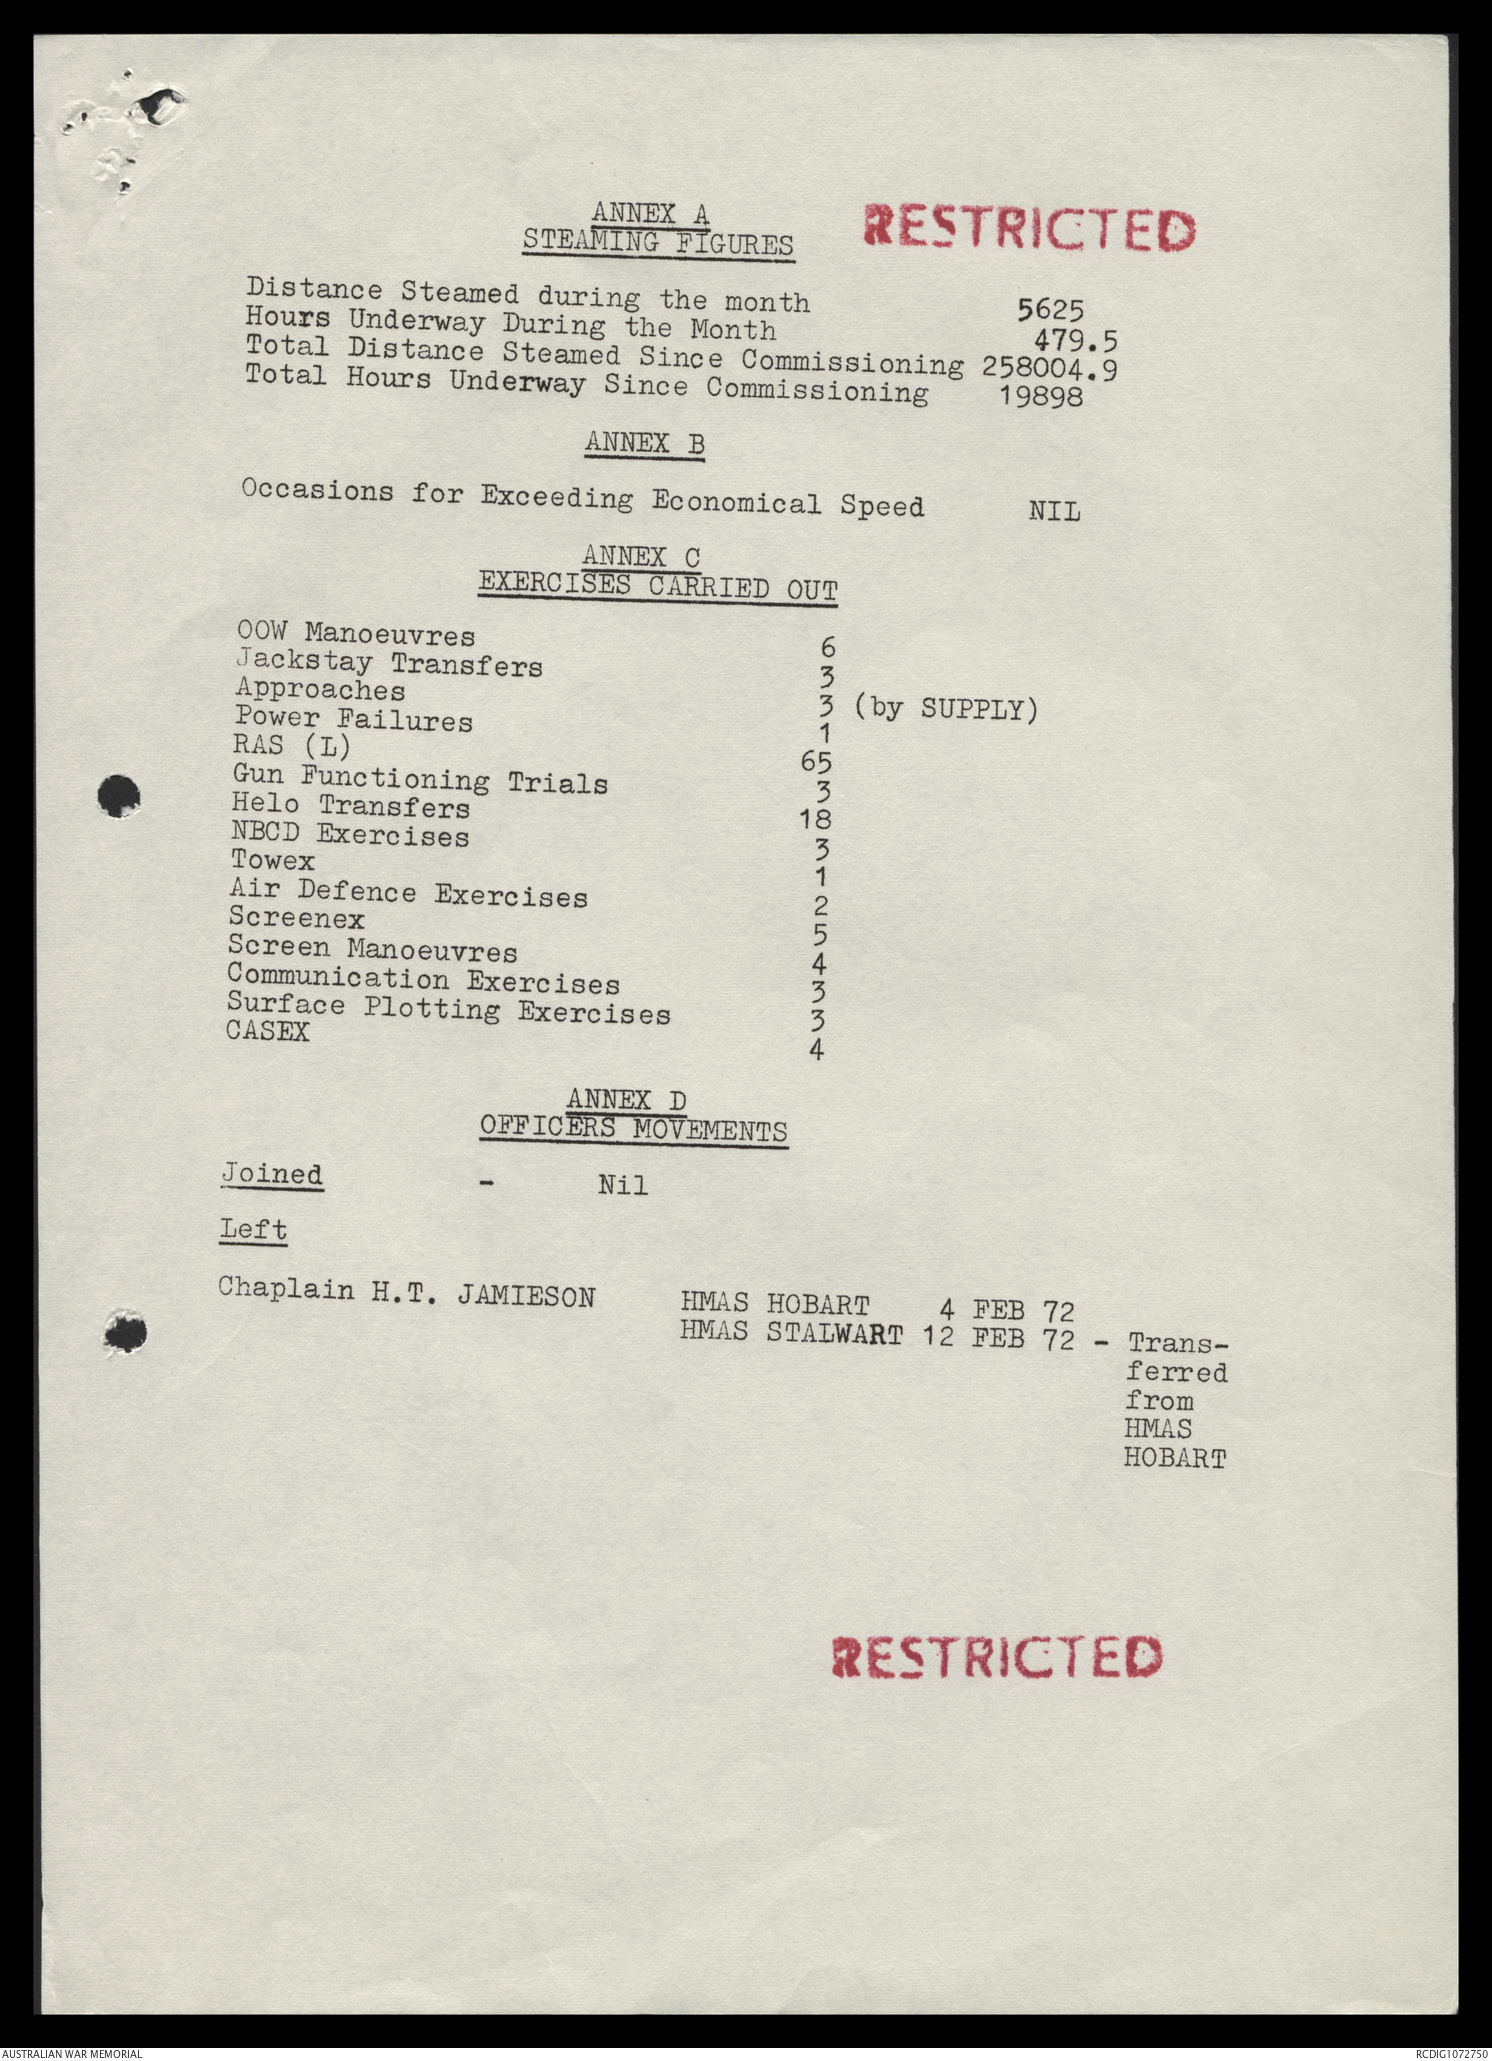 ANNEX A
STEAMING FIGURES
RESTRICTED
Distance Steamed during the month 5625
Hours Underway During the Month 479.5
Total Distance Steamed Since Commissioning 258004.9
Total Hours Underway Since Commissioning 19898
ANNEX B
Occasions for Exceeding Economical Speed NIL
ANNEX C
EXERCISES CARRIED OUT
OOW Manoeuvres 6
Jackstay Transfers 3
Approaches 3 (by SUPPLY)
Power Failures 1
RAS (L) 65
Gun Functioning Trials 3
Helo Transfers 18
NBCD Exercises 3
Towex 1
Air Defence Exercises 2
Screenex 5
Screen Manoeuvres 4
Communication Exercises 3
Surface Plotting Exercises 3
CASEX 4
ANNEX D
OFFICERS MOVEMENTS
Joined - Nil
Left
Chaplain H.T. JAMIESON HMAS HOBART 4 FEB 72
HMAS STALWART 12 FEB 72 - Trans-
ferred
from
HMAS
HOBART
RESTRICTED
AUSTRALIAN WAR MEMORIAL RCDIG1072750